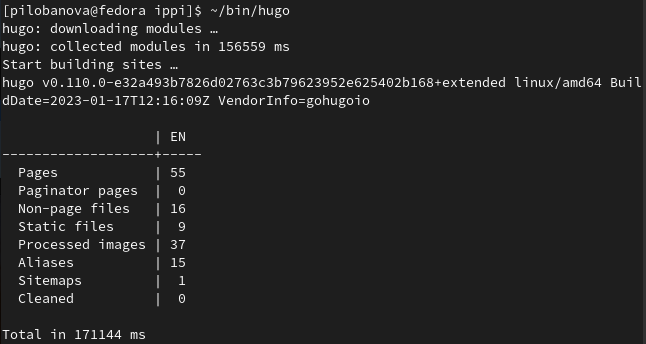 [pilobanova@fedora ippi]$ ~/bin/hugo
hugo: downloading modules …
hugo: collected modules in 156559 ms
Start building sites …
hugo v0.110.0-e32a493b7826d02763c3b79623952e625402b168+extended linux/amd64 Buil
dDate=2023-01-17T12:16:09Z VendorInfo=gohugoio

                   | EN
-------------------+-----
  Pages            | 55
  Paginator pages  |  0
  Non-page files   | 16
  Static files     |  9
  Processed images | 37
  Aliases          | 15
  Sitemaps         |  1
  Cleaned          |  0

Total in 171144 ms